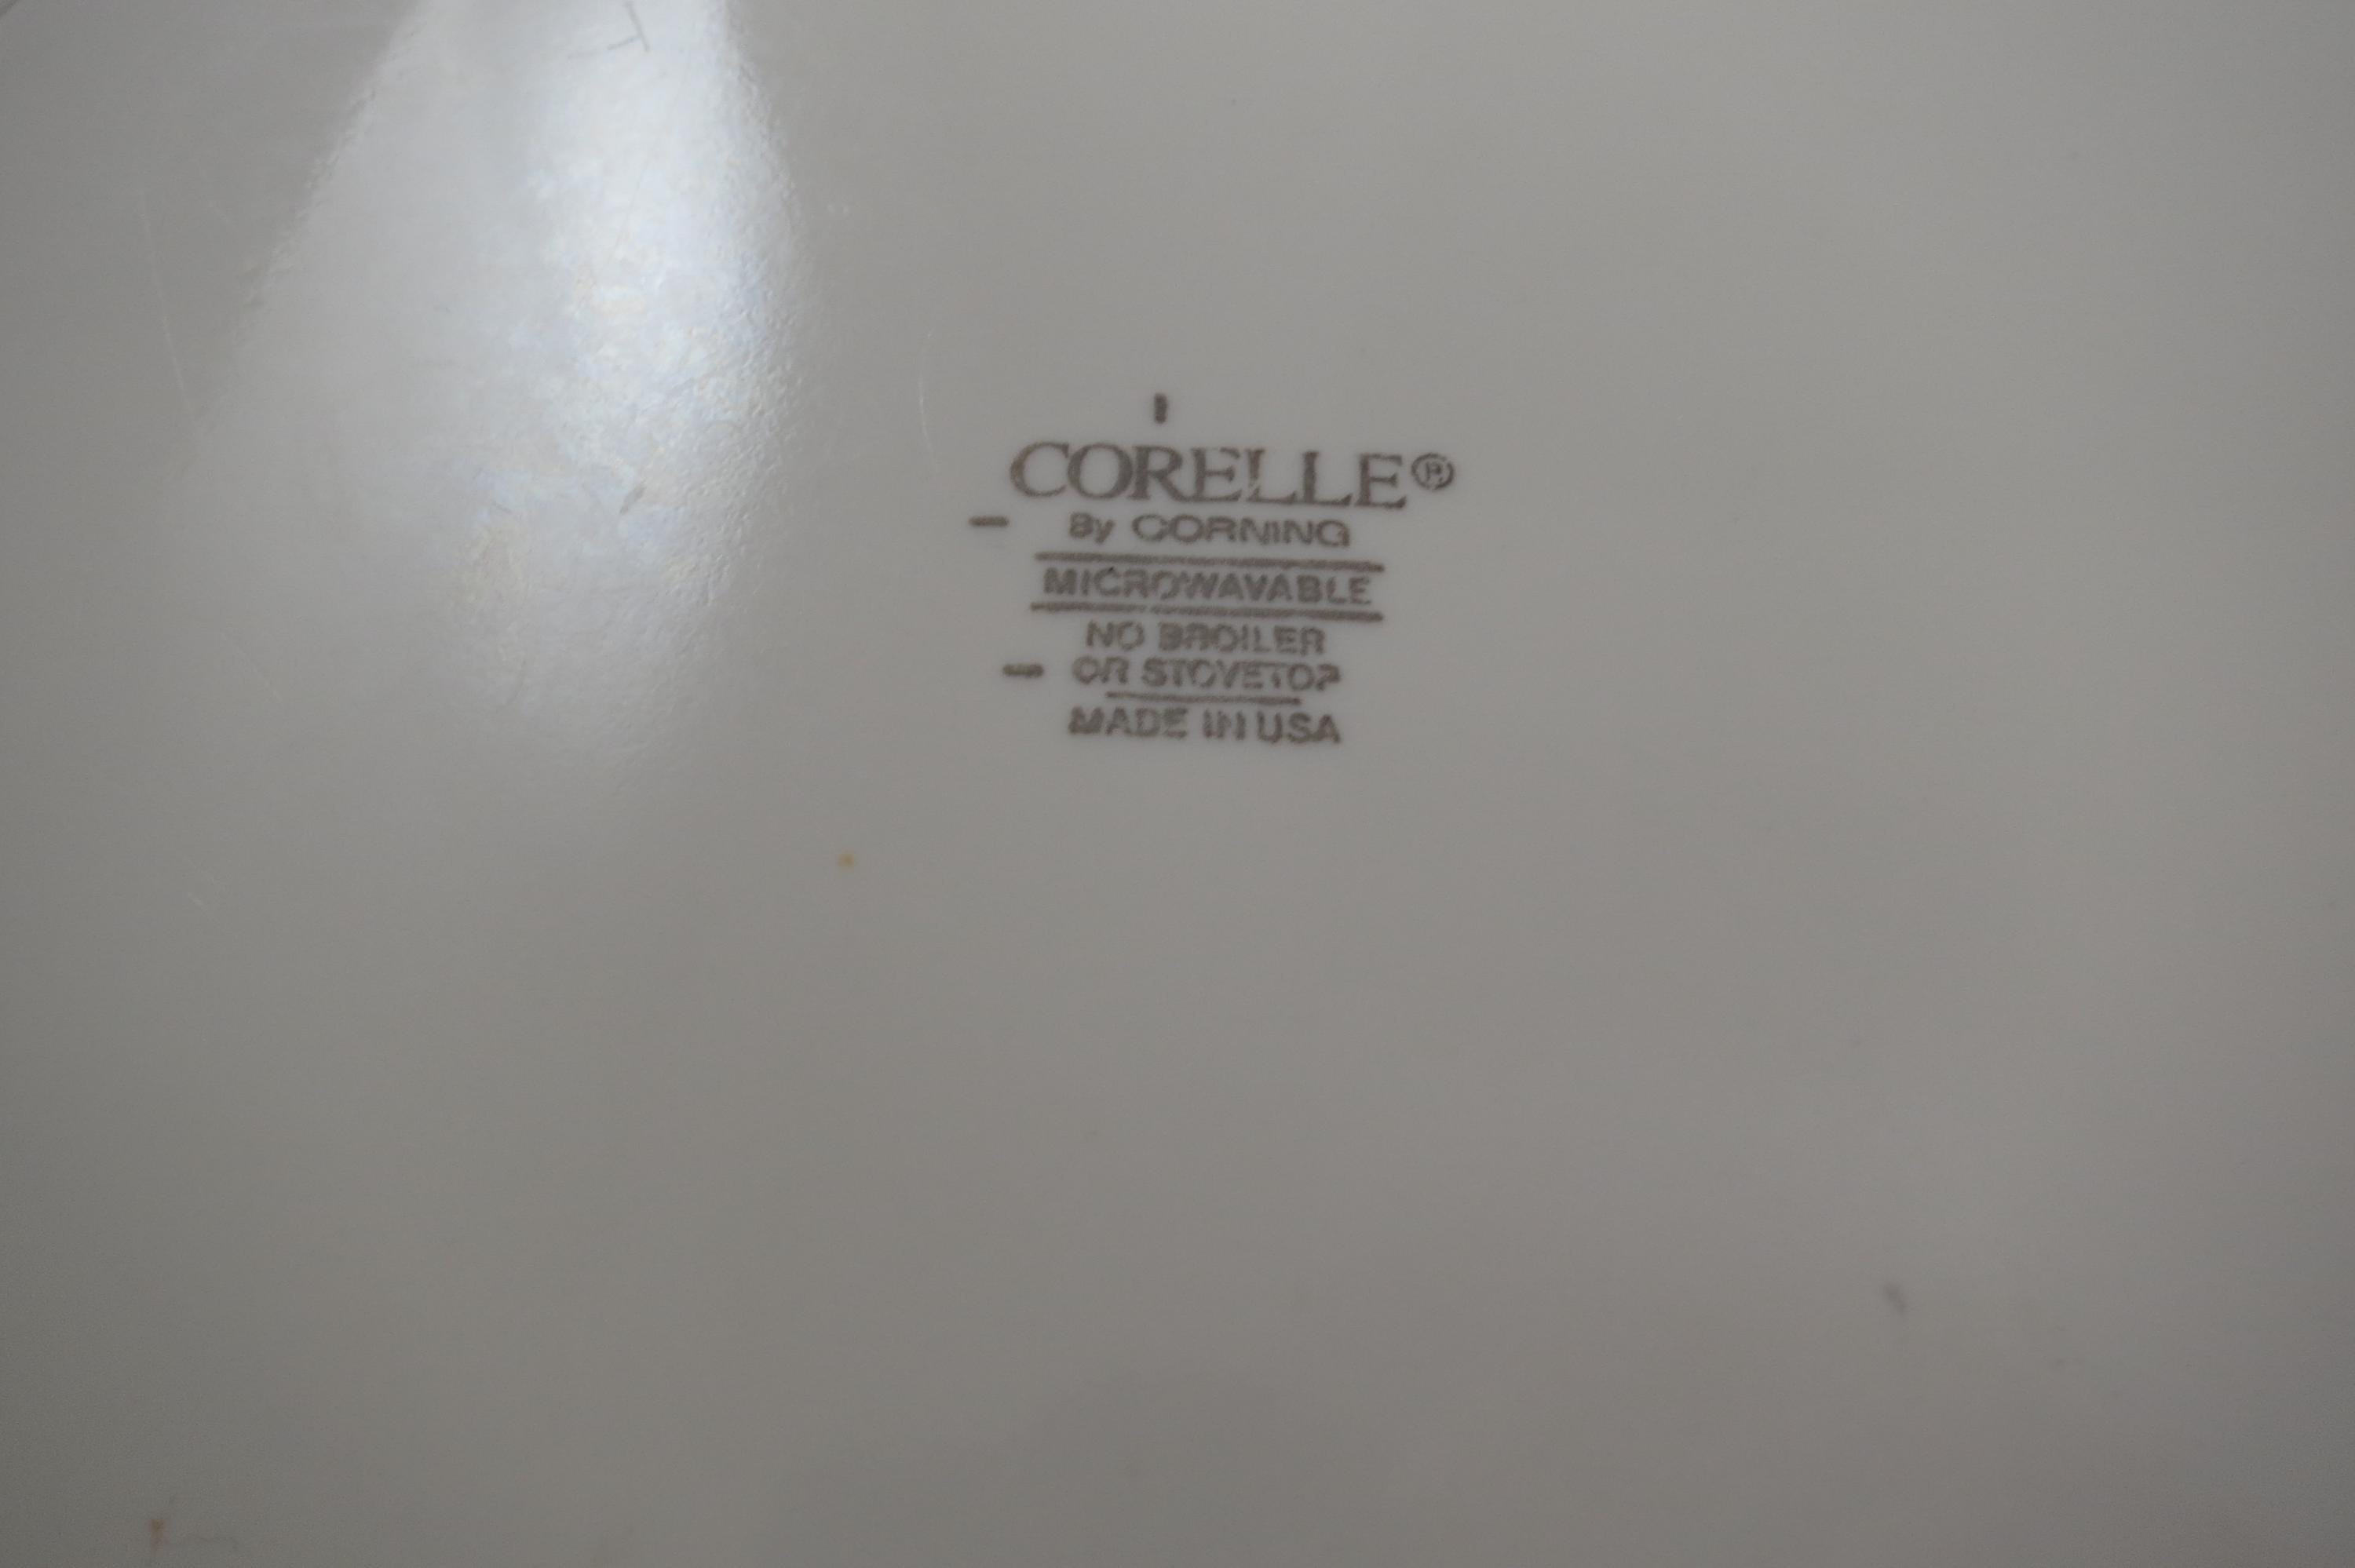 CORELLE®
By CORNING
MICROWAVABLE
NO BROILER
OR STOVETOP
MADE IN USA